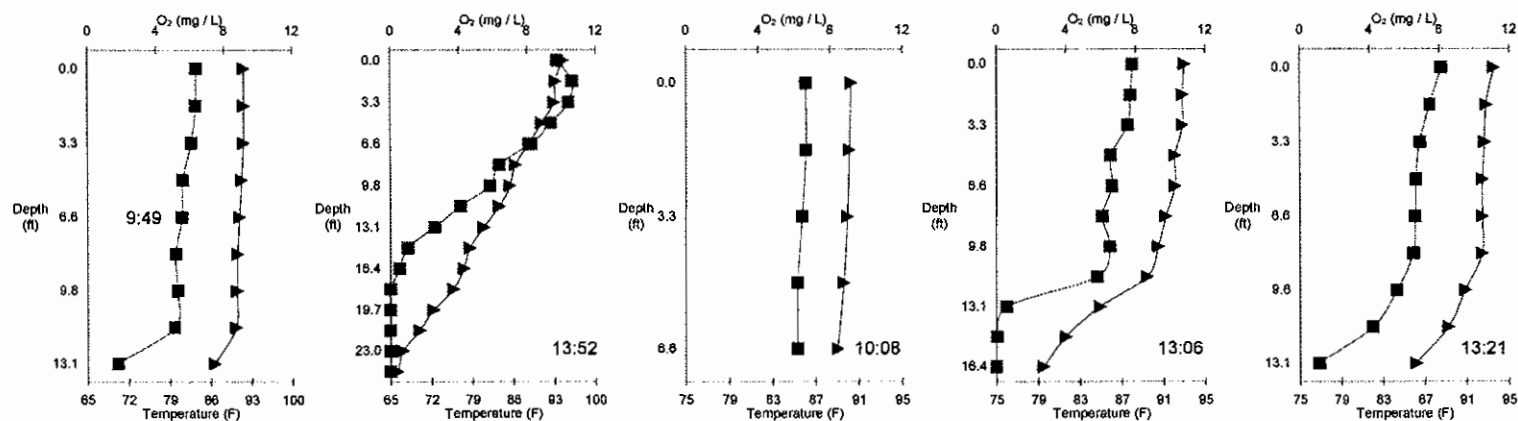 O₂ (mg / L)
0 4 8 12
0.0
3.3
Depth (ft) 6.6
9.8
13.1
9:49
65 72 79 86 93 100
Temperature (F)
O₂ (mg / L)
0 4 8 12
0.0
3.3
6.6
9.8
Depth (ft) 13.1
16.4
19.7
23.0
13:52
65 72 79 86 93 100
Temperature (F)
O₂ (mg / L)
0 4 8 12
0.0
Depth (ft) 3.3
6.6
10:08
75 79 83 87 91 95
Temperature (F)
O₂ (mg / L)
0 4 8 12
0.0
3.3
6.6
Depth (ft)
9.8
13.1
16.4
13:06
75 79 83 87 91 95
Temperature (F)
O₂ (mg / L)
0 4 8 12
0.0
3.3
Depth (ft) 6.6
9.8
13.1
13:21
75 79 83 87 91 95
Temperature (F)